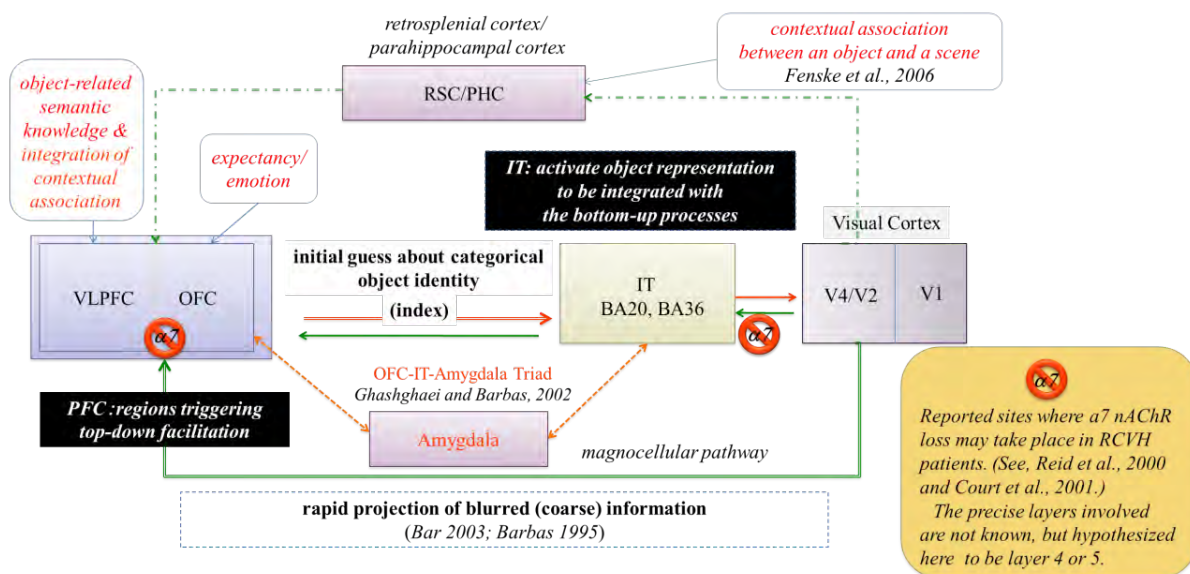 retrosplenial cortex/
parahippocampal cortex
RSC/PHC
contextual association
between an object and a scene
Fenske et al., 2006
object-related
semantic
knowledge &
integration of
contextual
association
expectancy/
emotion
IT: activate object representation
to be integrated with
the bottom-up processes
Visual Cortex
VLPFC
OFC
α7
initial guess about categorical
object identity
(index)
IT
BA20, BA36
α7
V4/V2
V1
PFC :regions triggering
top-down facilitation
OFC-IT-Amygdala Triad
Ghashghaei and Barbas, 2002
Amygdala
magnocellular pathway
rapid projection of blurred (coarse) information
(Bar 2003; Barbas 1995)
α7
Reported sites where a7 nAChR
loss may take place in RCVH
patients. (See, Reid et al., 2000
and Court et al., 2001.)
The precise layers involved
are not known, but hypothesized
here to be layer 4 or 5.